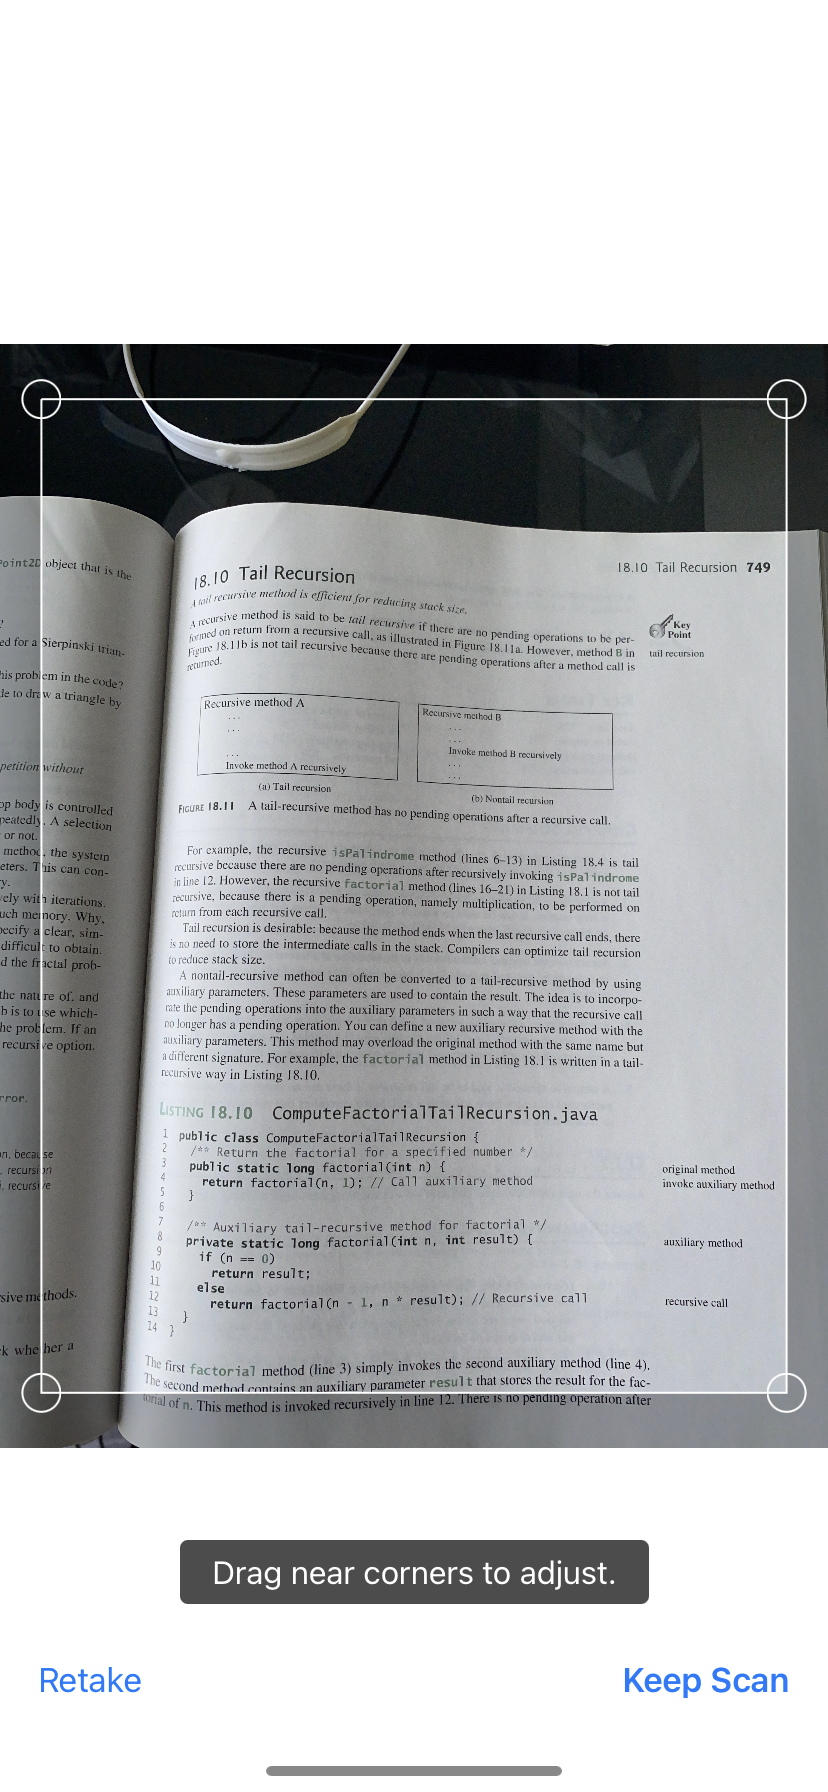 Point2D object that is the
?
ed for a Sierpinski trian-
his problem in the code?
le to draw a triangle by
petition without
op body is controlled
peatedly. A selection
or not.
method, the system
eters. This can con-
y.
vely with iterations.
uch memory. Why,
pecify a clear, sim-
difficult to obtain.
d the fractal prob-
the nature of, and
b is to use which-
he problem. If an
recursive option.
rror.
on, because
, recursion
, recursive
sive methods.
k whether a
18.10 Tail Recursion 749
18.10 Tail Recursion
A tail recursive method is efficient for reducing stack size.
Key
Point
A recursive method is said to be tail recursive if there are no pending operations to be per-
formed on return from a recursive call, as illustrated in Figure 18.11a. However, method B in
Figure 18.11b is not tail recursive because there are pending operations after a method call is
returned.
tail recursion
Recursive method A
...
...
...
Invoke method A recursively
(a) Tail recursion
Recursive method B
...
...
Invoke method B recursively
...
...
(b) Nontail recursion
FIGURE 18.11 A tail-recursive method has no pending operations after a recursive call.
For example, the recursive isPalindrome method (lines 6–13) in Listing 18.4 is tail
recursive because there are no pending operations after recursively invoking isPalindrome
in line 12. However, the recursive factorial method (lines 16–21) in Listing 18.1 is not tail
recursive, because there is a pending operation, namely multiplication, to be performed on
return from each recursive call.
Tail recursion is desirable: because the method ends when the last recursive call ends, there
is no need to store the intermediate calls in the stack. Compilers can optimize tail recursion
to reduce stack size.
A nontail-recursive method can often be converted to a tail-recursive method by using
auxiliary parameters. These parameters are used to contain the result. The idea is to incorpo-
rate the pending operations into the auxiliary parameters in such a way that the recursive call
no longer has a pending operation. You can define a new auxiliary recursive method with the
auxiliary parameters. This method may overload the original method with the same name but
a different signature. For example, the factorial method in Listing 18.1 is written in a tail-
recursive way in Listing 18.10.
LISTING 18.10 ComputeFactorialTailRecursion.java
1 public class ComputeFactorialTailRecursion {
2 /** Return the factorial for a specified number */
3 public static long factorial(int n) {
4 return factorial(n, 1); // Call auxiliary method
5 }
6
7 /** Auxiliary tail-recursive method for factorial */
8 private static long factorial(int n, int result) {
9 if (n == 0)
10 return result;
11 else
12 return factorial(n - 1, n * result); // Recursive call
13 }
14 }
original method
invoke auxiliary method
auxiliary method
recursive call
The first factorial method (line 3) simply invokes the second auxiliary method (line 4).
The second method contains an auxiliary parameter result that stores the result for the fac-
torial of n. This method is invoked recursively in line 12. There is no pending operation after
Drag near corners to adjust.
Retake
Keep Scan